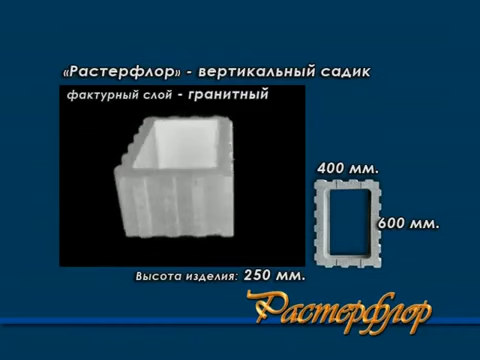 «Растерфлор» - вертикальный садик
фактурный слой - гранитный
400 мм.
600 мм.
Высота изделия: 250 мм.
Растерфлор